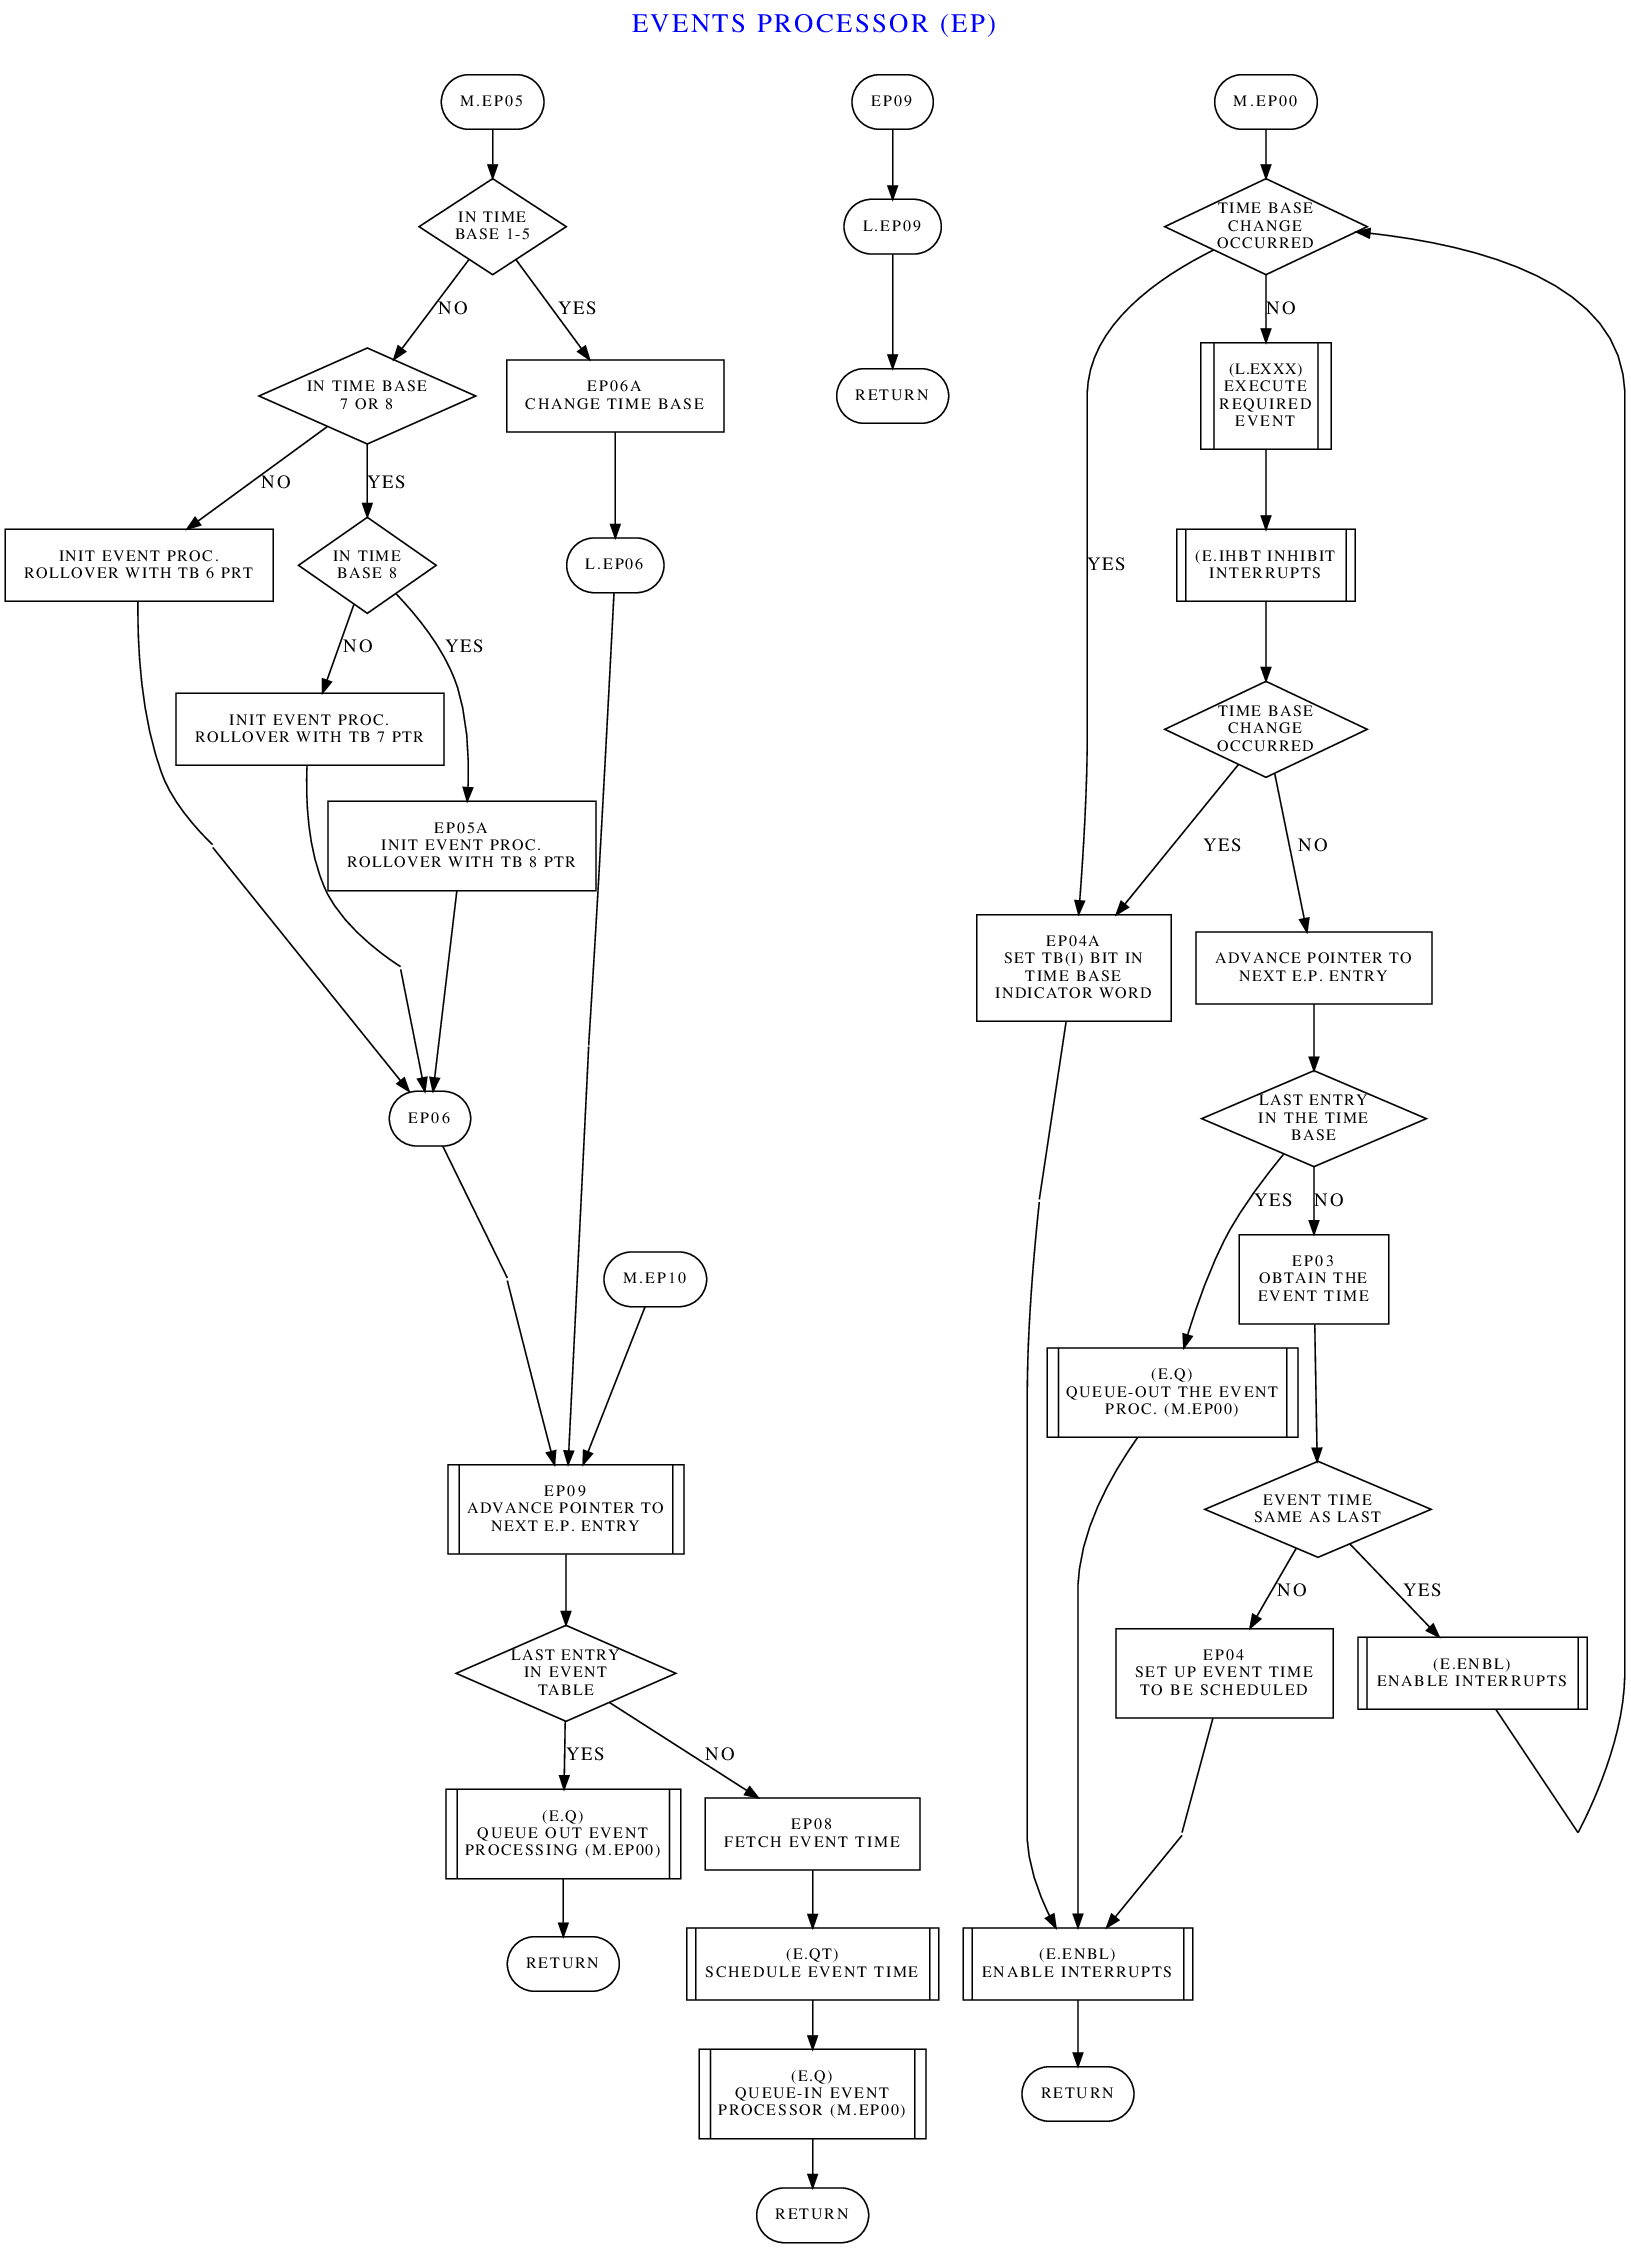 EVENTS PROCESSOR (EP)
M.EP05
EP09
M.EP00
IN TIME
BASE 1-5
L.EP09
TIME BASE
CHANGE
OCCURRED
NO
YES
NO
IN TIME BASE
7 OR 8
EP06A
CHANGE TIME BASE
RETURN
(L.EXXX)
EXECUTE
REQUIRED
EVENT
NO
YES
INIT EVENT PROC.
ROLLOVER WITH TB 6 PRT
IN TIME
BASE 8
L.EP06
YES
(E.IHBT INHIBIT
INTERRUPTS
NO
YES
INIT EVENT PROC.
ROLLOVER WITH TB 7 PTR
TIME BASE
CHANGE
OCCURRED
EP05A
INIT EVENT PROC.
ROLLOVER WITH TB 8 PTR
YES
NO
EP04A
SET TB(I) BIT IN
TIME BASE
INDICATOR WORD
ADVANCE POINTER TO
NEXT E.P. ENTRY
EP06
LAST ENTRY
IN THE TIME
BASE
YES
NO
M.EP10
EP03
OBTAIN THE
EVENT TIME
(E.Q)
QUEUE-OUT THE EVENT
PROC. (M.EP00)
EP09
ADVANCE POINTER TO
NEXT E.P. ENTRY
EVENT TIME
SAME AS LAST
NO
YES
LAST ENTRY
IN EVENT
TABLE
EP04
SET UP EVENT TIME
TO BE SCHEDULED
(E.ENBL)
ENABLE INTERRUPTS
YES
NO
(E.Q)
QUEUE OUT EVENT
PROCESSING (M.EP00)
EP08
FETCH EVENT TIME
RETURN
(E.QT)
SCHEDULE EVENT TIME
(E.ENBL)
ENABLE INTERRUPTS
(E.Q)
QUEUE-IN EVENT
PROCESSOR (M.EP00)
RETURN
RETURN